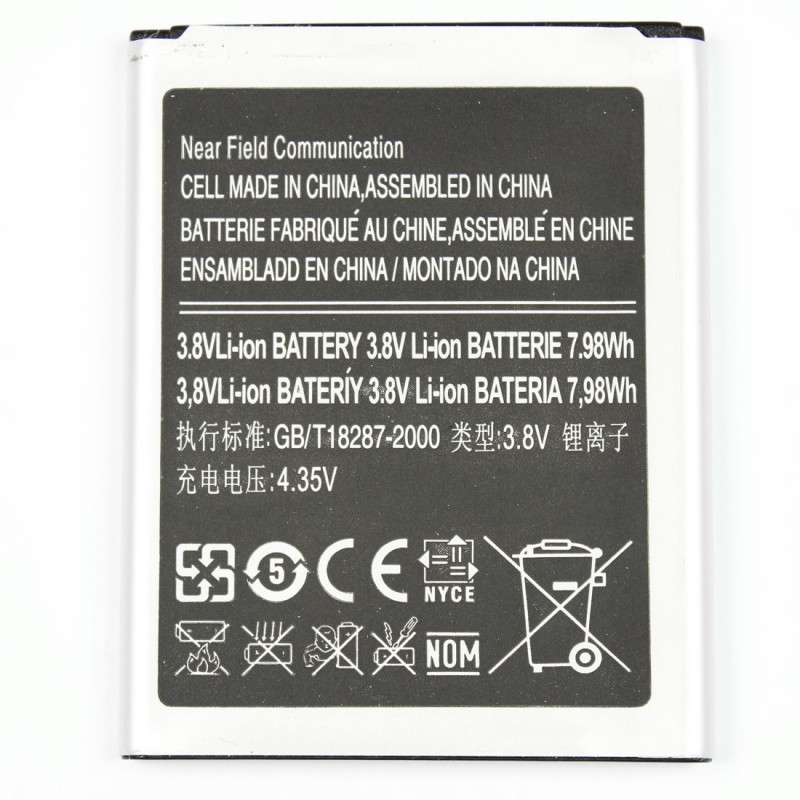 Near Field Communication
CELL MADE IN CHINA,ASSEMBLED IN CHINA
BATTERIE FABRIQUÉ AU CHINE,ASSEMBLÉ EN CHINE
ENSAMBLADD EN CHINA / MONTADO NA CHINA
3.8VLi-ion BATTERY 3.8V Li-ion BATTERIE 7.98Wh
3,8VLi-ion BATERÍY 3.8V Li-ion BATERIA 7,98Wh
执行标准:GB/T18287-2000 类型:3.8V 锂离子
充电电压:4.35V
5 CE NYCE
NOM